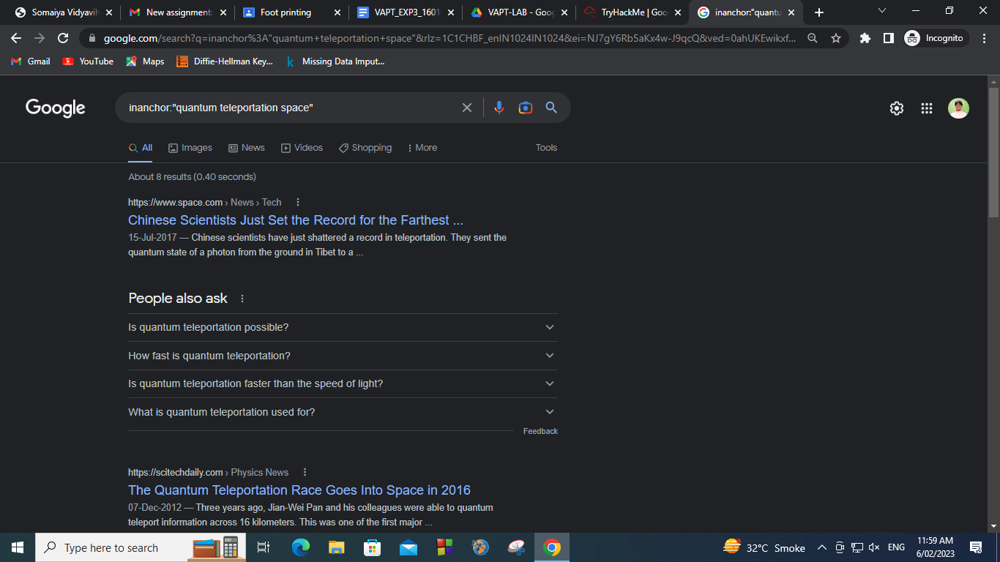 Somaiya Vidyavih
New assignment:
Foot printing
VAPT_EXP3_1601
VAPT-LAB - Goog
TryHackMe | Goo
inanchor:"quantu
google.com/search?q=inanchor%3A"quantum+teleportation+space"&rlz=1C1CHBF_enIN1024IN1024&ei=NJ7gY6Rb5aKx4w-J9qcQ&ved=0ahUKEwikxf...
Incognito
Gmail
YouTube
Maps
Diffie-Hellman Key...
Missing Data Imput...
Google
inanchor:"quantum teleportation space"
All
Images
News
Videos
Shopping
More
Tools
About 8 results (0.40 seconds)
https://www.space.com › News › Tech
Chinese Scientists Just Set the Record for the Farthest ...
15-Jul-2017 — Chinese scientists have just shattered a record in teleportation. They sent the
quantum state of a photon from the ground in Tibet to a ...
People also ask
Is quantum teleportation possible?
How fast is quantum teleportation?
Is quantum teleportation faster than the speed of light?
What is quantum teleportation used for?
Feedback
https://scitechdaily.com › Physics News
The Quantum Teleportation Race Goes Into Space in 2016
07-Dec-2012 — Three years ago, Jian-Wei Pan and his colleagues were able to quantum
teleport information across 16 kilometers. This was one of the first major ...
Type here to search
32°C Smoke
ENG
11:59 AM
6/02/2023